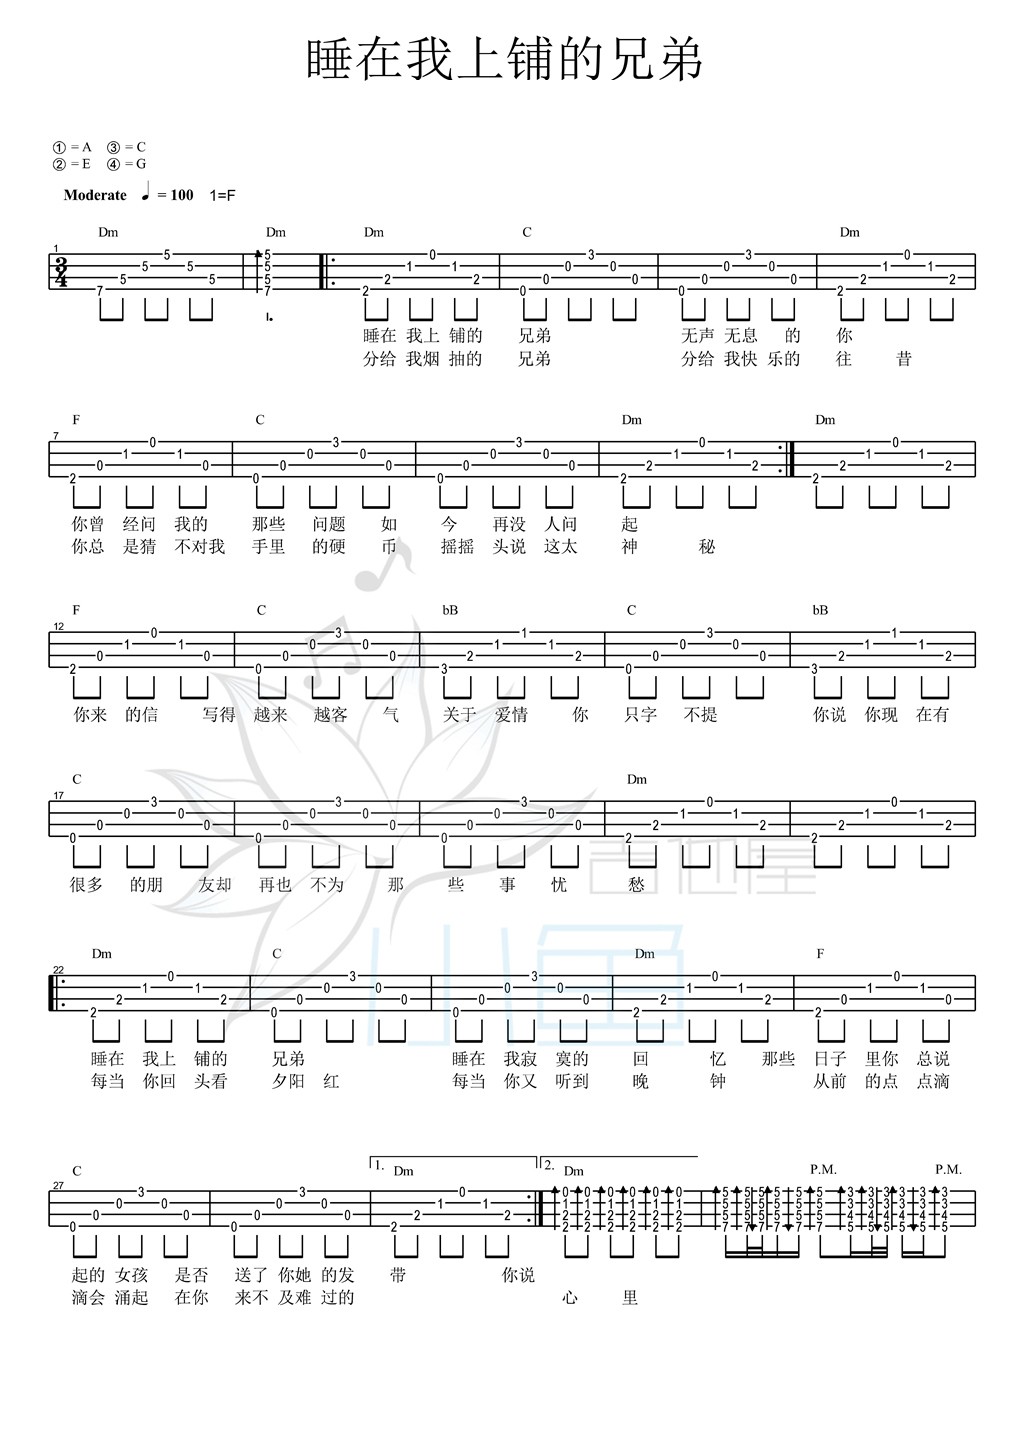 睡在我上铺的兄弟
① = A ③ = C
② = E ④ = G
Moderate ♩ = 100 1=F
Dm Dm Dm C Dm
1
睡在 我上 铺的 兄弟 无声 无息 的 你
分给 我烟 抽的 兄弟 分给 我快 乐的 往 昔
F C Dm Dm
7
你曾 经问 我的 那些 问题 如 今 再没 人问 起
你总 是猜 不对我 手里 的硬 币 摇摇 头说 这太 神 秘
F C bB C bB
12
你来 的信 写得 越来 越客 气 关于 爱情 你 只字 不提 你说 你现 在有
C Dm
17
很多 的朋 友却 再也 不为 那 些 事 忧 愁
吉他屋
小鱼
Dm C Dm F
22
睡在 我上 铺的 兄弟 睡在 我寂 寞的 回 忆 那些 日子 里你 总说
每当 你回 头看 夕阳 红 每当 你又 听到 晚 钟 从前 的点 点滴
C 1. Dm 2. Dm P.M. P.M.
27
起的 女孩 是否 送了 你她 的发 带 你说
滴会 涌起 在你 来不 及难 过的 心 里